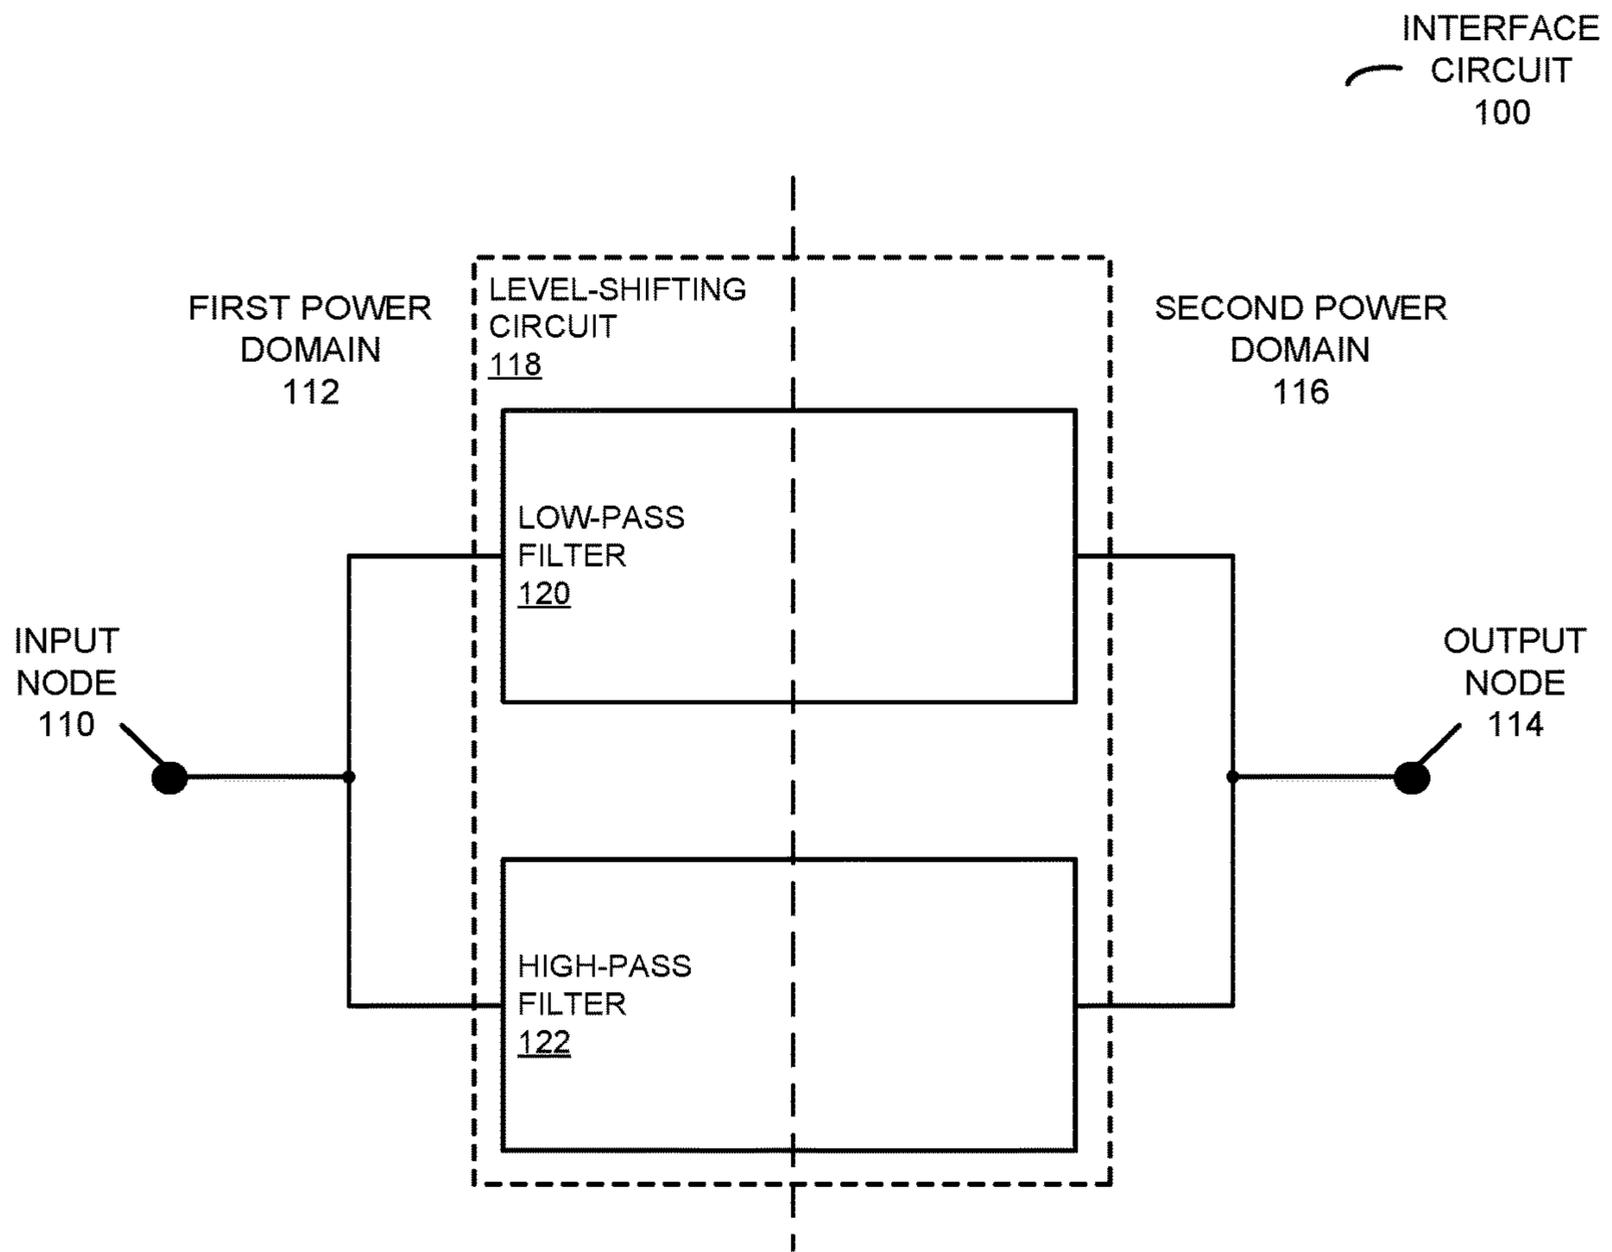 INTERFACE
CIRCUIT
100
LEVEL-SHIFTING
CIRCUIT
118
FIRST POWER
DOMAIN
112
SECOND POWER
DOMAIN
116
LOW-PASS
FILTER
120
INPUT
NODE
110
OUTPUT
NODE
114
HIGH-PASS
FILTER
122